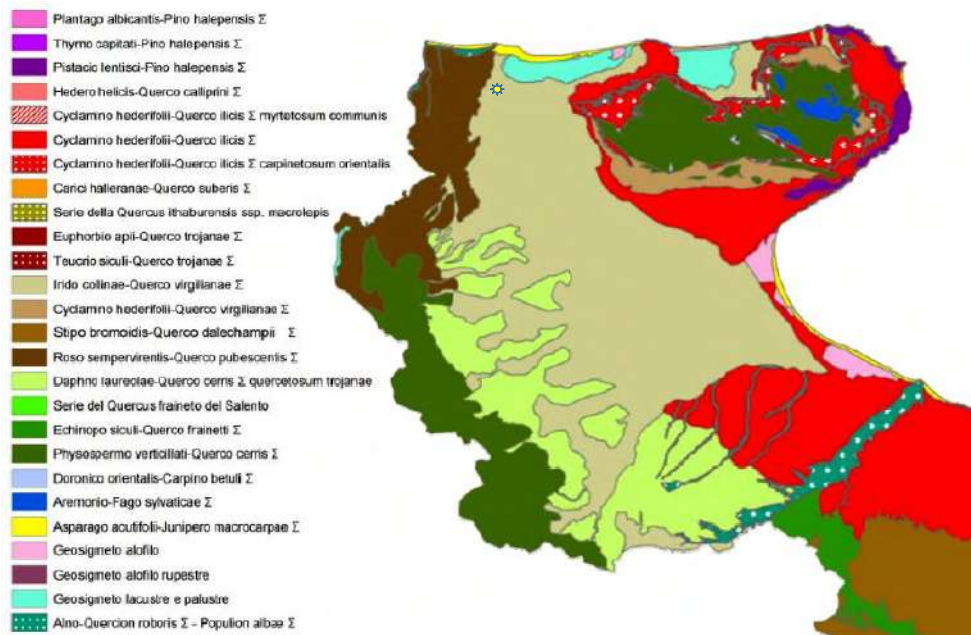 Plantago albicantis-Pino halepensis Σ
Thymo capitati-Pino halepensis Σ
Pistacio lentisci-Pino halepensis Σ
Hedero helicis-Querco calliprini Σ
Cyclamino hederifolii-Querco ilicis Σ myrtetosum communis
Cyclamino hederifolii-Querco ilicis Σ
Cyclamino hederifolii-Querco ilicis Σ carpinetosum orientalis
Carici halleranae-Querco suberis Σ
Serie della Quercus ithaburensis ssp. macrolepis
Euphorbio apii-Querco trojanae Σ
Teucrio siculi-Querco trojanae Σ
Irido collinae-Querco virgilianae Σ
Cyclamino hederifolii-Querco virgilianae Σ
Stipo bromoidis-Querco dalechampii Σ
Roso sempervirentis-Querco pubescentis Σ
Daphno laureolae-Querco cerris Σ quercetosum trojanae
Serie del Quercus fraineto del Salento
Echinopo siculi-Querco frainetti Σ
Physospermo verticillati-Querco cerris Σ
Doronico orientalis-Carpino betuli Σ
Aremonio-Fago sylvaticae Σ
Asparago acutifolii-Junipero macrocarpae Σ
Geosigmeto alofilo
Geosigmeto alofilo rupestre
Geosigmeto lacustre e palustre
Alno-Quercion roboris Σ - Populion albae Σ